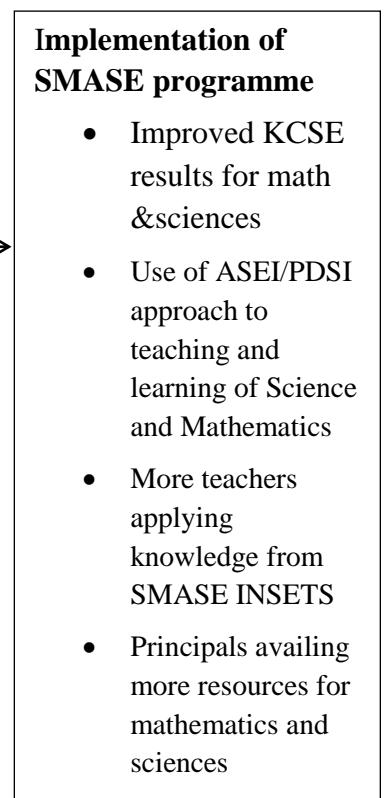 Implementation of
SMASE programme
• Improved KCSE
results for math
&sciences
• Use of ASEI/PDSI
approach to
teaching and
learning of Science
and Mathematics
• More teachers
applying
knowledge from
SMASE INSETS
• Principals availing
more resources for
mathematics and
sciences